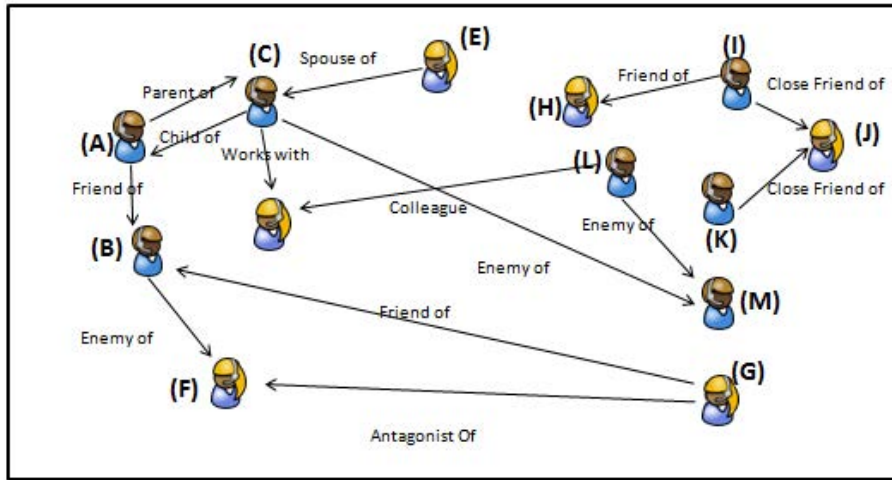 (E)
(I)
(C)
Spouse of
Friend of
Close Friend of
Parent of
(H)
(J)
(A)
Child of
Works with
(L)
Friend of
Colleague
Close Friend of
Enemy of
(K)
(B)
Enemy of
(M)
Friend of
Enemy of
(G)
(F)
Antagonist Of